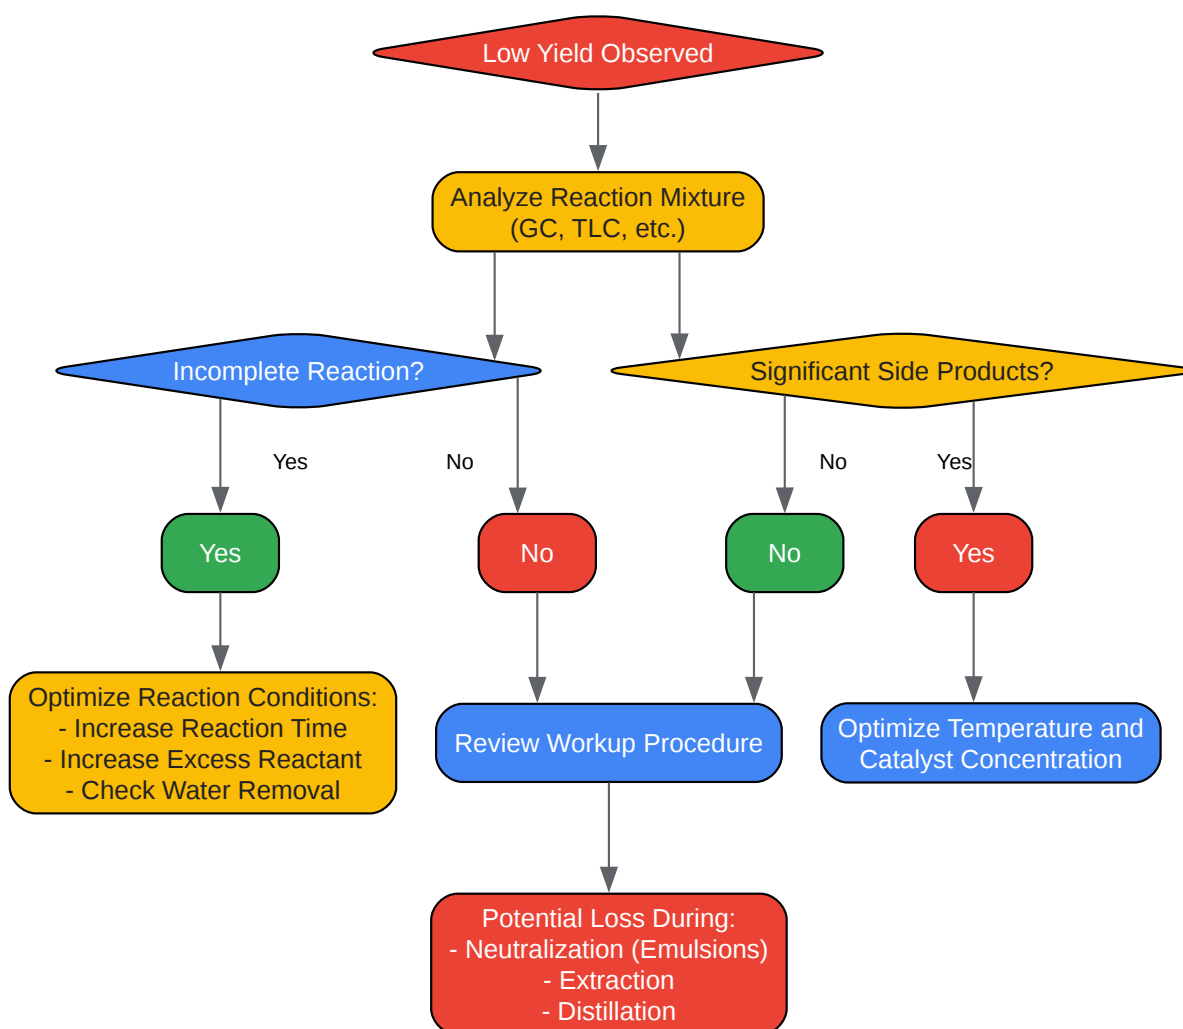 Low Yield Observed
Analyze Reaction Mixture
(GC, TLC, etc.)
Incomplete Reaction?
Significant Side Products?
Yes
No
No
Yes
Yes
No
No
Yes
Optimize Reaction Conditions:
- Increase Reaction Time
- Increase Excess Reactant
- Check Water Removal
Review Workup Procedure
Optimize Temperature and
Catalyst Concentration
Potential Loss During:
- Neutralization (Emulsions)
- Extraction
- Distillation